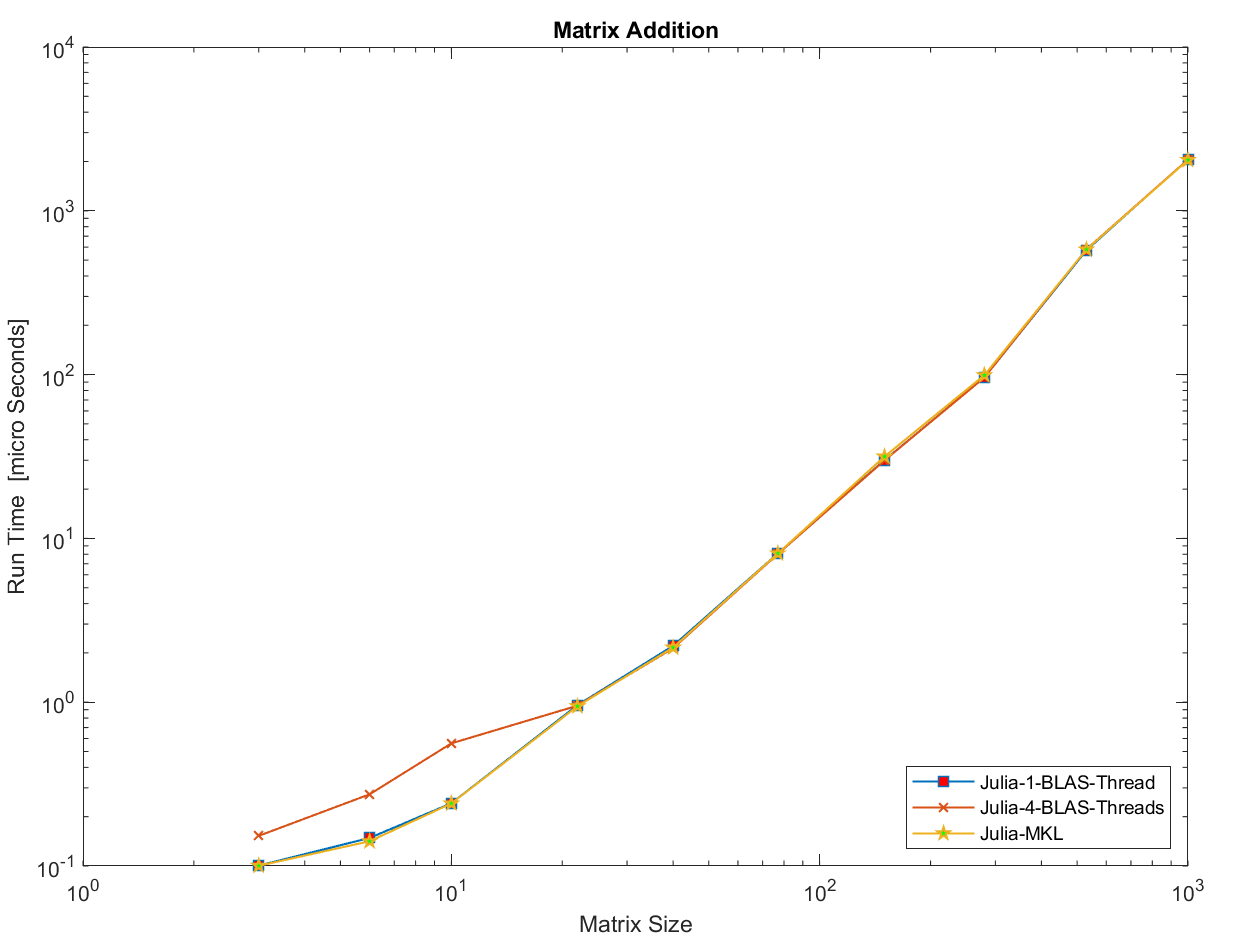 Matrix Addition
10^4
10^3
10^2
10^1
10^0
10^-1
Run Time [micro Seconds]
10^0
10^1
10^2
10^3
Matrix Size
Julia-1-BLAS-Thread
Julia-4-BLAS-Threads
Julia-MKL